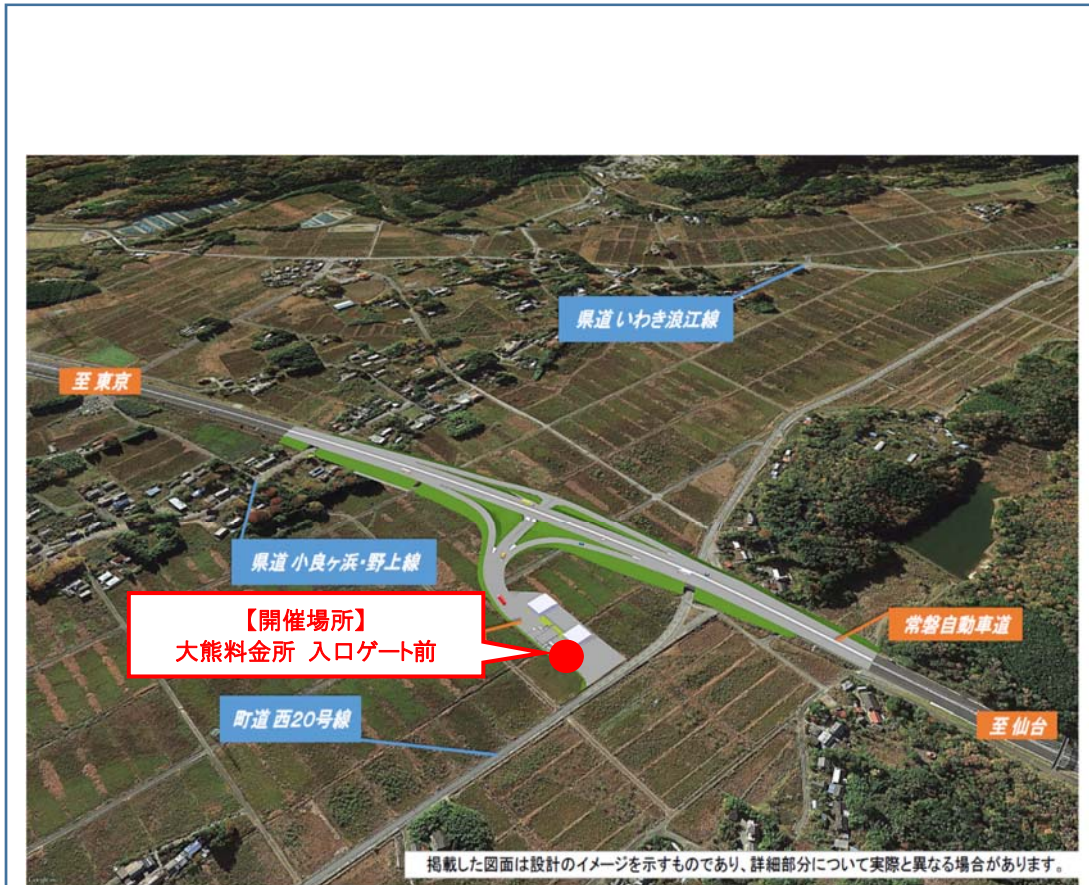 県道 いわき浪江線
至 東京
県道 小良ヶ浜・野上線
【開催場所】
大熊料金所 入口ゲート前
常磐自動車道
町道 西20号線
至 仙台
掲載した図面は設計のイメージを示すものであり、詳細部分について実際と異なる場合があります。